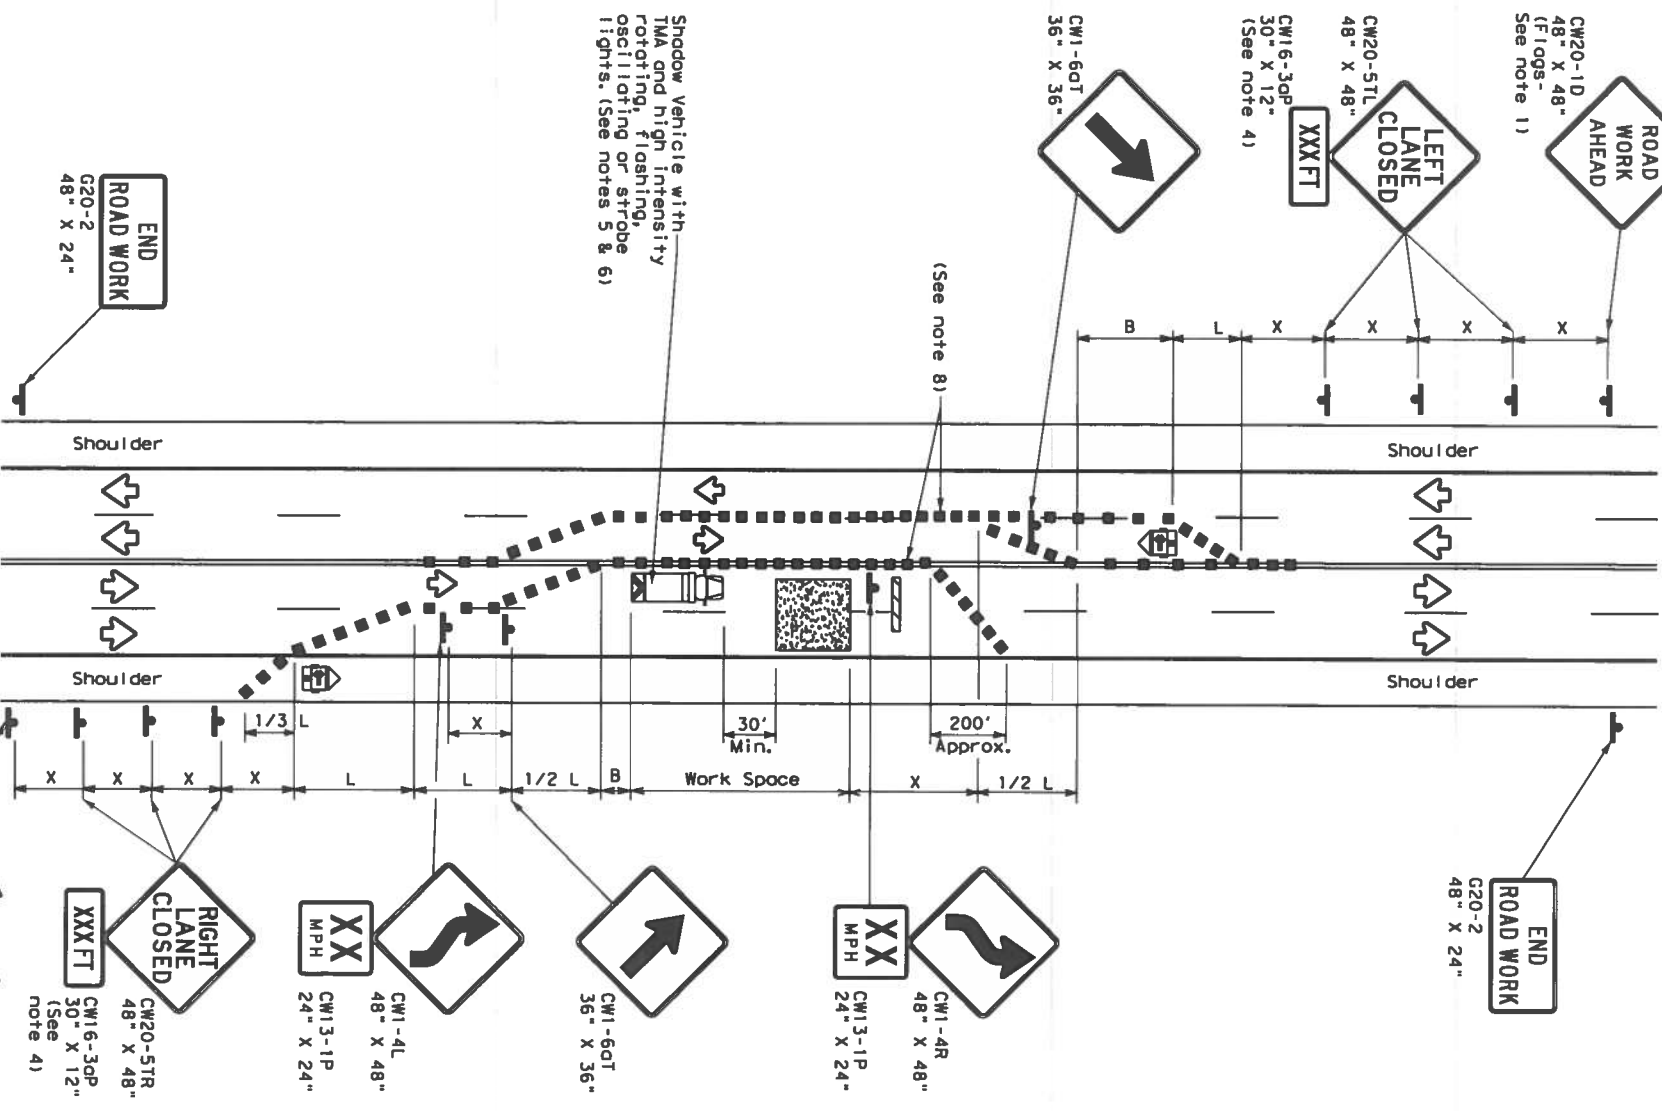 CW20-1D
48" X 48"
(Flags-
See note 1)
ROAD
WORK
AHEAD
CW20-5TL
48" X 48"
CW16-3aP
30" X 12"
(See note 4)
LEFT
LANE
CLOSED
XXX FT
CW1-6aT
36" X 36"
Shadow Vehicle with
TMA and high intensity
rotating, flashing,
oscillating or strobe
lights. (See notes 5 & 6)
(See note 8)
END
ROAD WORK
G20-2
48" X 24"
B
L
X
X
X
X
Shoulder
Shoulder
Shoulder
Shoulder
1/3 L
X
30'
Min.
200'
Approx.
X
X
X
X
L
L
1/2 L
B
Work Space
X
1/2 L
RIGHT
LANE
CLOSED
XXX FT
CW20-5TR
48" X 48"
CW16-3aP
30" X 12"
(See
note 4)
XX
MPH
CW1-4L
48" X 48"
CW13-1P
24" X 24"
CW1-6aT
36" X 36"
XX
MPH
CW1-4R
48" X 48"
CW13-1P
24" X 24"
END
ROAD WORK
G20-2
48" X 24"